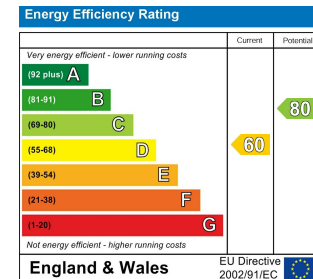 Energy Efficiency Rating
Current Potential
Very energy efficient - lower running costs
(92 plus) A
(81-91) B
(69-80) C
(55-68) D
(39-54) E
(21-38) F
(1-20) G
60
80
Not energy efficient - higher running costs
England & Wales
EU Directive
2002/91/EC